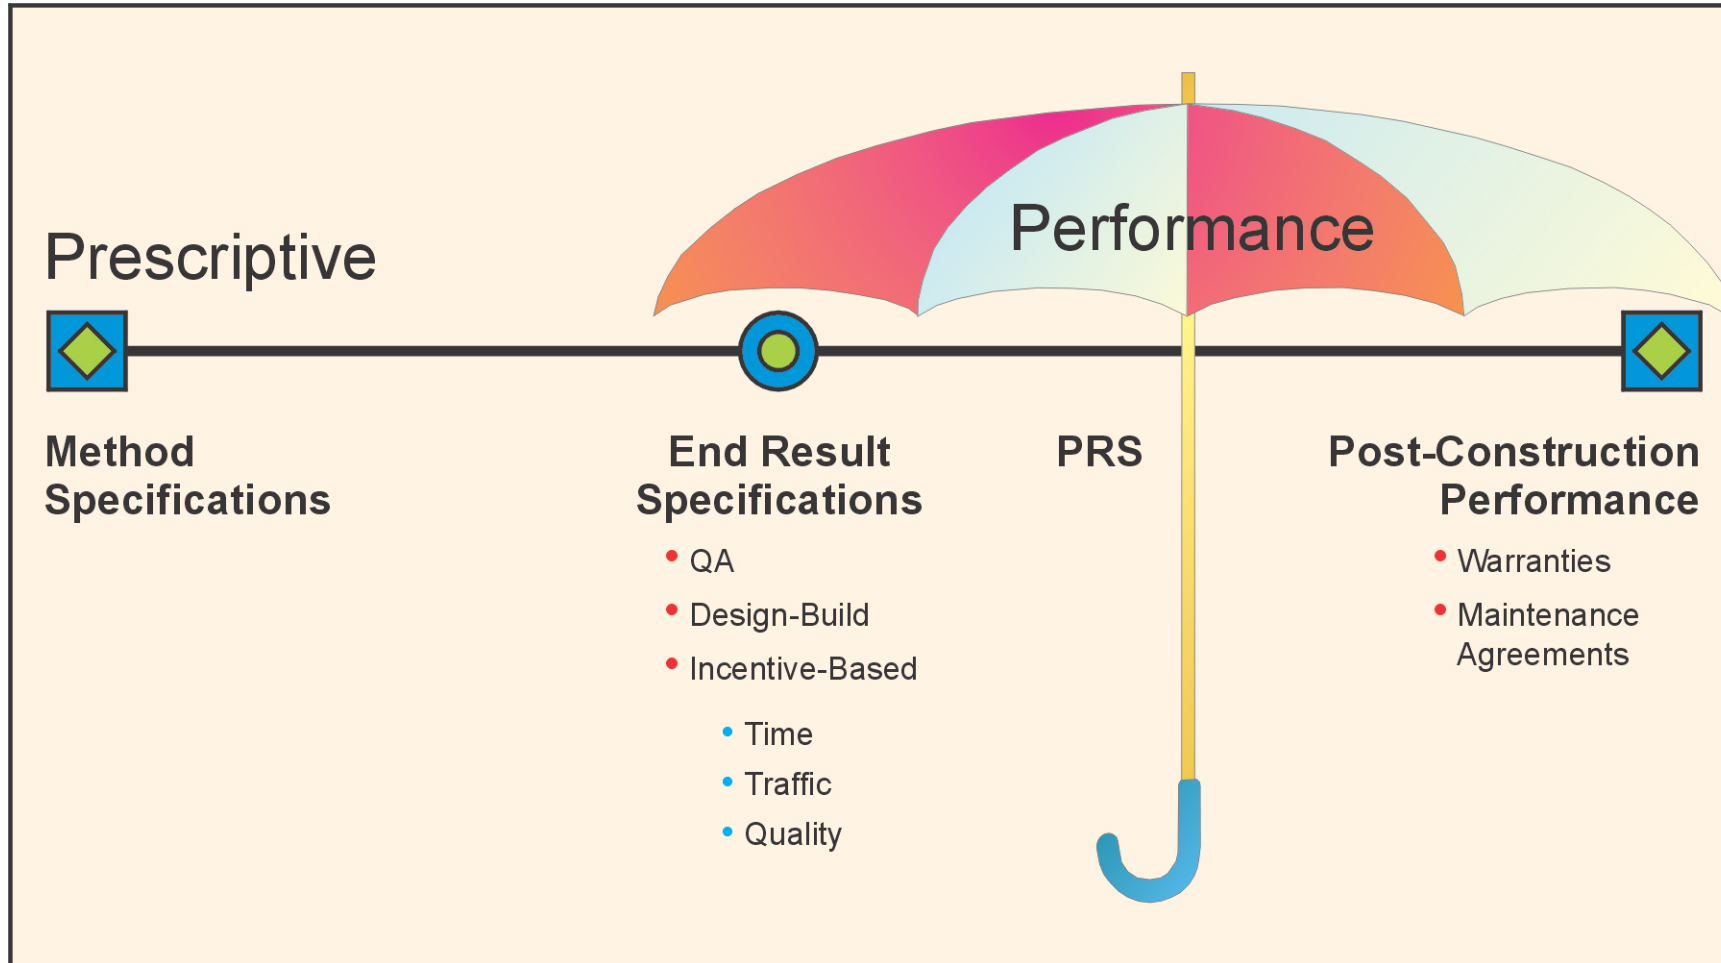 Prescriptive
Performance
Method
Specifications
End Result
Specifications
• QA
• Design-Build
• Incentive-Based
• Time
• Traffic
• Quality
PRS
Post-Construction
Performance
• Warranties
• Maintenance
Agreements